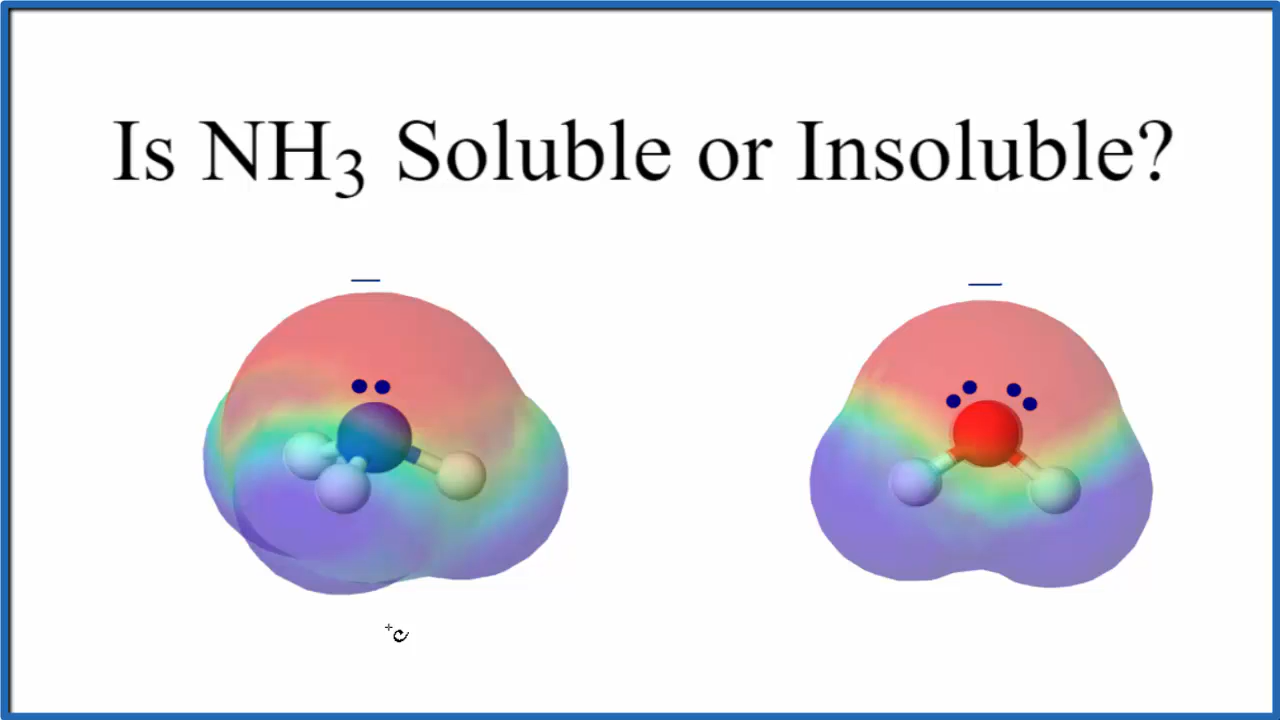 Is NH₃ Soluble or Insoluble?
— —